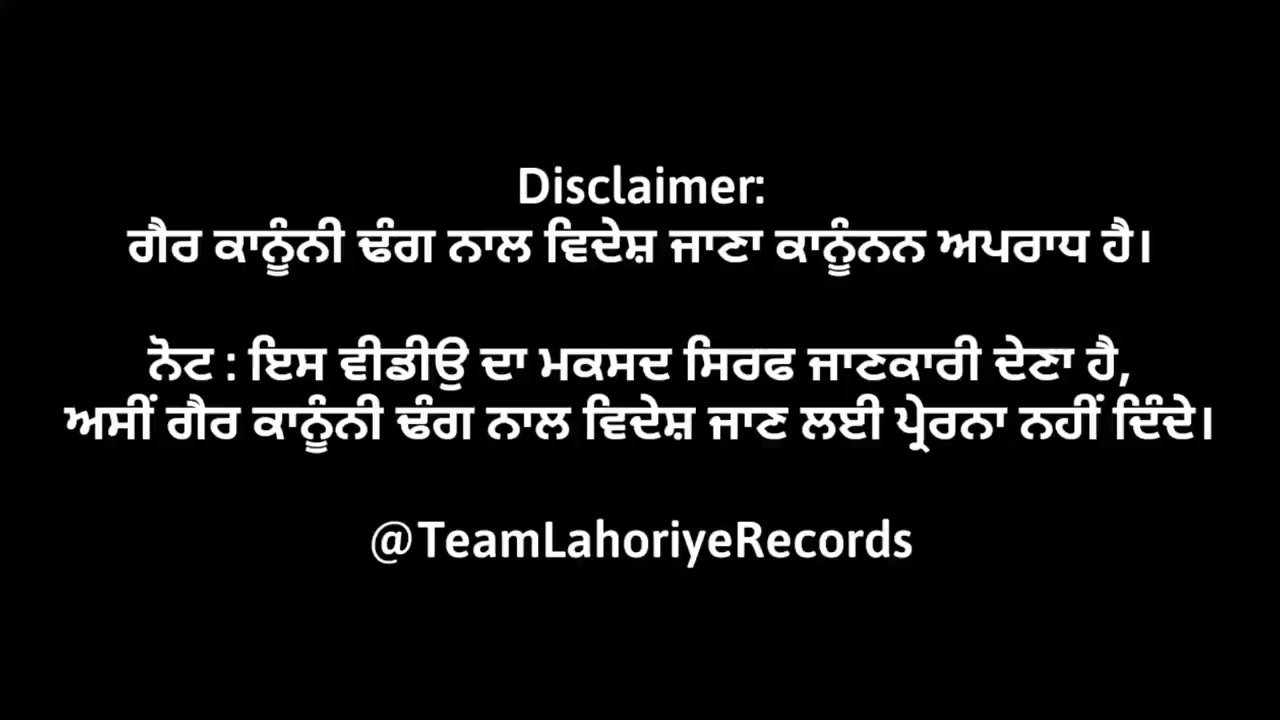 Disclaimer:
ਗੈਰ ਕਾਨੂੰਨੀ ਢੰਗ ਨਾਲ ਵਿਦੇਸ਼ ਜਾਣਾ ਕਾਨੂੰਨਨ ਅਪਰਾਧ ਹੈ।
ਨੋਟ : ਇਸ ਵੀਡੀਉ ਦਾ ਮਕਸਦ ਸਿਰਫ ਜਾਣਕਾਰੀ ਦੇਣਾ ਹੈ,
ਅਸੀਂ ਗੈਰ ਕਾਨੂੰਨੀ ਢੰਗ ਨਾਲ ਵਿਦੇਸ਼ ਜਾਣ ਲਈ ਪ੍ਰੇਰਨਾ ਨਹੀਂ ਦਿੰਦੇ।
@TeamLahoriyeRecords